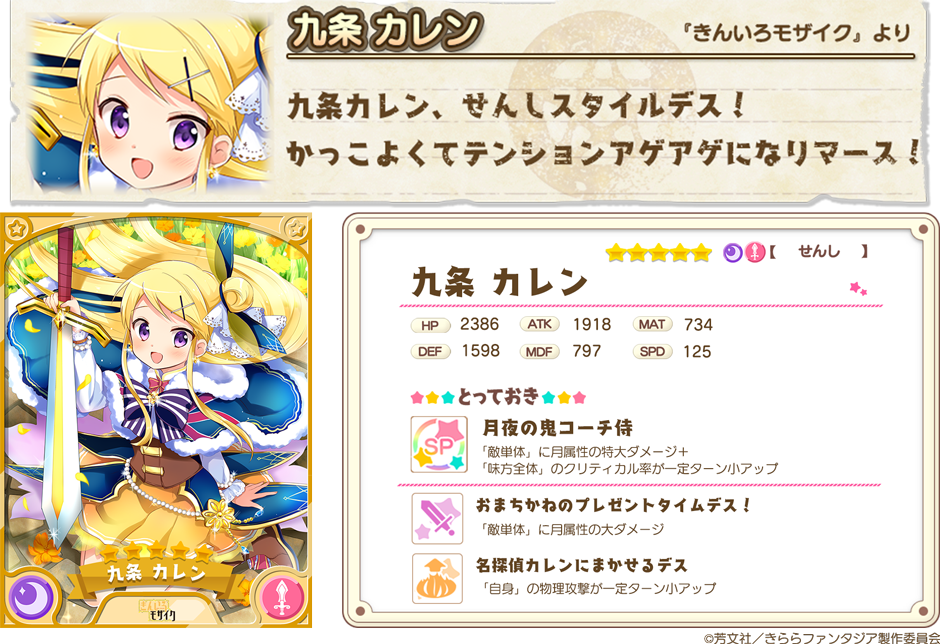 九条 カレン
『きんいろモザイク』より
九条カレン、せんしスタイルデス！
かっこよくてテンションアゲアゲになりマース！
【 せんし 】
九条 カレン
HP 2386 ATK 1918 MAT 734
DEF 1598 MDF 797 SPD 125
とっておき
SP
月夜の鬼コーチ侍
「敵単体」に月属性の特大ダメージ＋
「味方全体」のクリティカル率が一定ターン小アップ
おまちかねのプレゼントタイムデス！
「敵単体」に月属性の大ダメージ
名探偵カレンにまかせるデス
「自身」の物理攻撃が一定ターン小アップ
九条 カレン
モザイク
©芳文社／きららファンタジア製作委員会